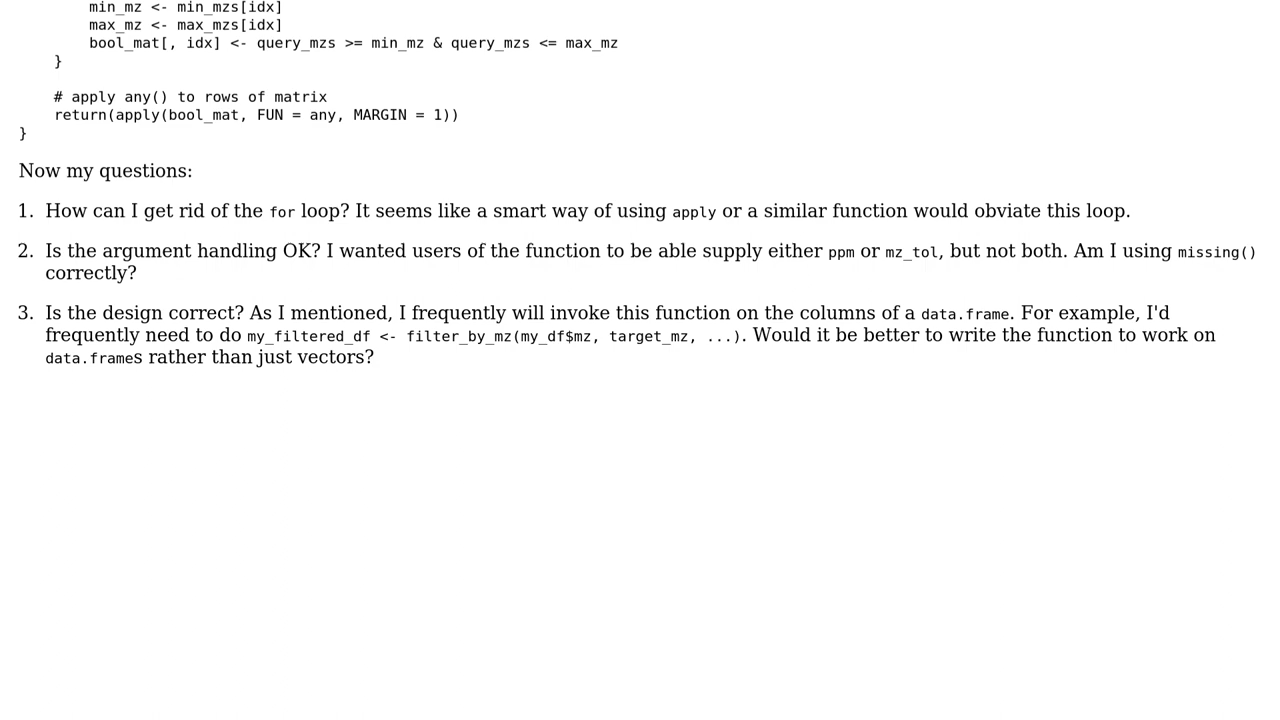 min_mz <- min_mzs[idx]
        max_mz <- max_mzs[idx]
        bool_mat[, idx] <- query_mzs >= min_mz & query_mzs <= max_mz
    }

    # apply any() to rows of matrix
    return(apply(bool_mat, FUN = any, MARGIN = 1))
}
Now my questions:
1. How can I get rid of the for loop? It seems like a smart way of using apply or a similar function would obviate this loop.
2. Is the argument handling OK? I wanted users of the function to be able supply either ppm or mz_tol, but not both. Am I using missing()
correctly?
3. Is the design correct? As I mentioned, I frequently will invoke this function on the columns of a data.frame. For example, I'd
frequently need to do my_filtered_df <- filter_by_mz(my_df$mz, target_mz, ...). Would it be better to write the function to work on
data.frames rather than just vectors?